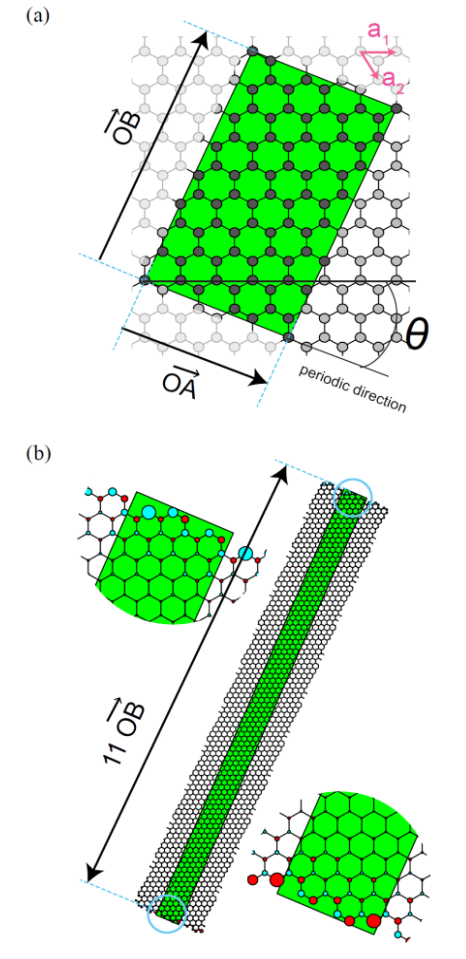 (a)
a1
a2
OB
θ
OA
periodic direction
(b)
11 OB